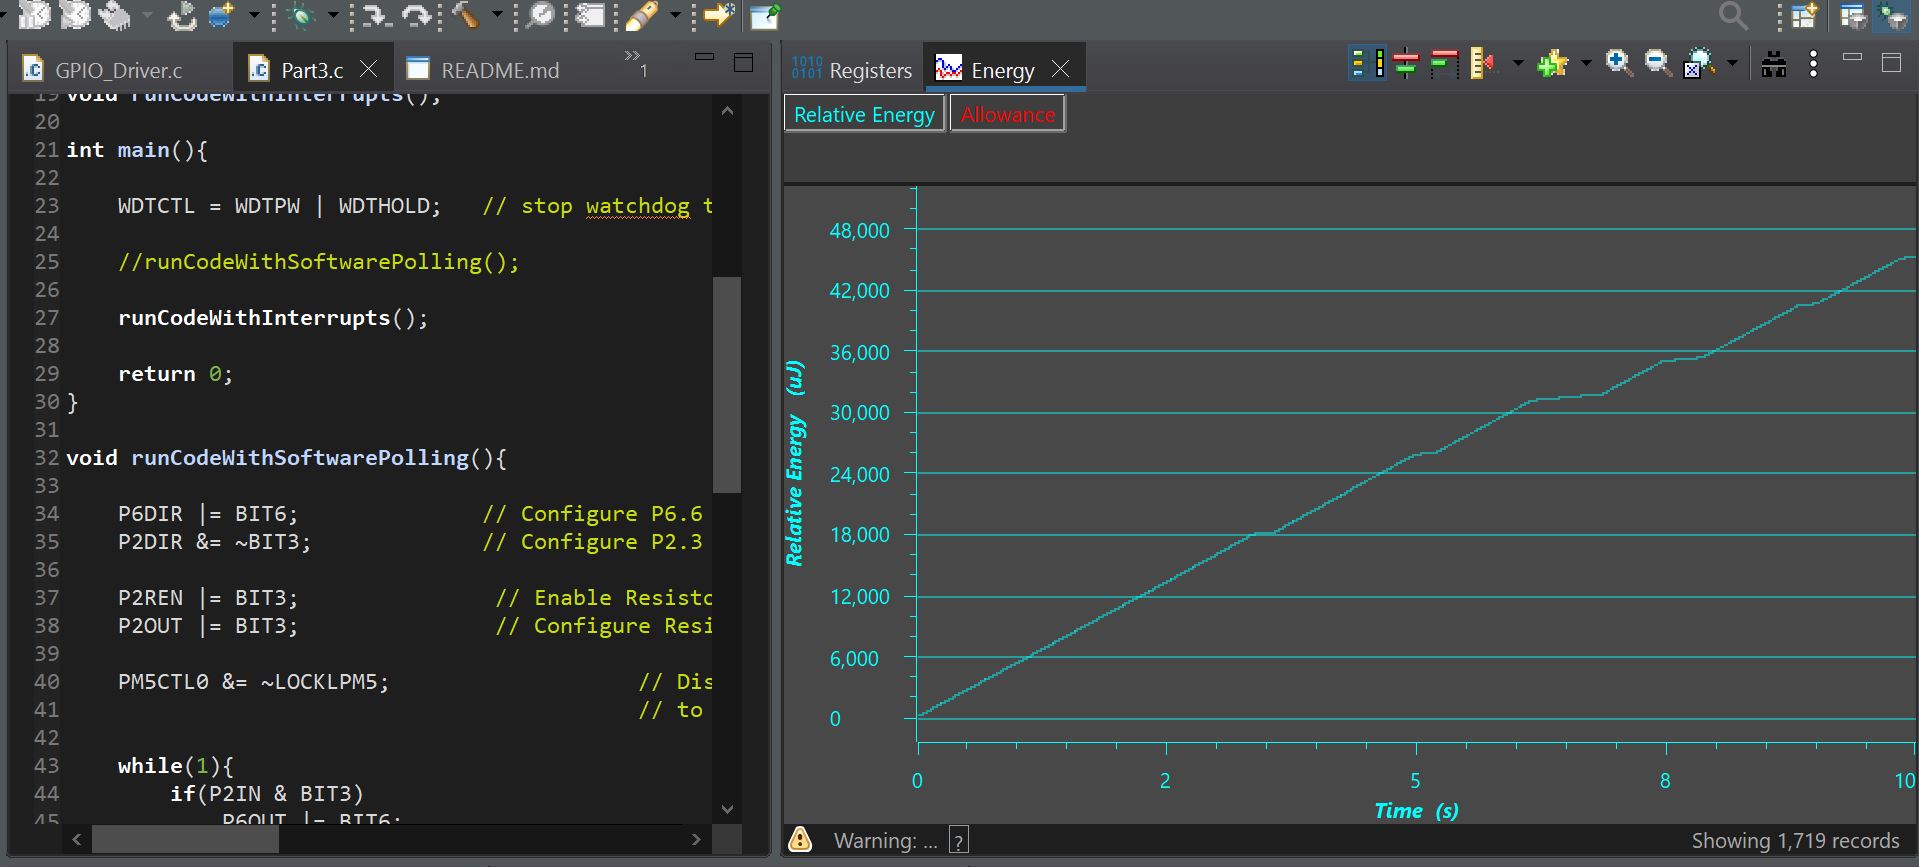 GPIO_Driver.c
Part3.c
README.md
»1
19 void runCodeWithInterrupts();
20
21 int main(){
22
23 WDTCTL = WDTPW | WDTHOLD; // stop watchdog t
24
25 //runCodeWithSoftwarePolling();
26
27 runCodeWithInterrupts();
28
29 return 0;
30 }
31
32 void runCodeWithSoftwarePolling(){
33
34 P6DIR |= BIT6; // Configure P6.6
35 P2DIR &= ~BIT3; // Configure P2.3
36
37 P2REN |= BIT3; // Enable Resisto
38 P2OUT |= BIT3; // Configure Resi
39
40 PM5CTL0 &= ~LOCKLPM5; // Dis
41 // to
42
43 while(1){
44 if(P2IN & BIT3)
45 P6OUT |= BIT6;
1010
0101 Registers
Energy
Relative Energy
Allowance
48,000
42,000
36,000
30,000
24,000
18,000
12,000
6,000
0
Relative Energy (uJ)
0 2 5 8 10
Time (s)
Warning: ... ?
Showing 1,719 records